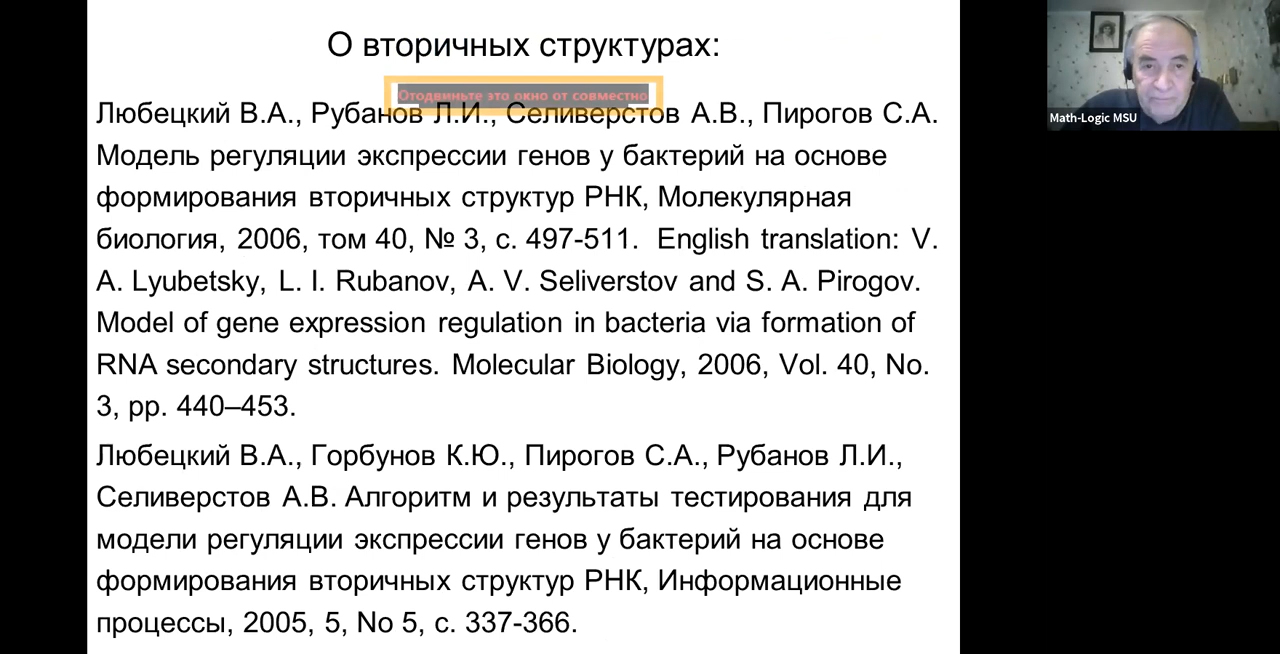 О вторичных структурах:
Отодвиньте это окно от совместно
Любецкий В.А., Рубанов Л.И., Селиверстов А.В., Пирогов С.А.
Модель регуляции экспрессии генов у бактерий на основе
формирования вторичных структур РНК, Молекулярная
биология, 2006, том 40, № 3, с. 497-511. English translation: V.
A. Lyubetsky, L. I. Rubanov, A. V. Seliverstov and S. A. Pirogov.
Model of gene expression regulation in bacteria via formation of
RNA secondary structures. Molecular Biology, 2006, Vol. 40, No.
3, pp. 440–453.
Любецкий В.А., Горбунов К.Ю., Пирогов С.А., Рубанов Л.И.,
Селиверстов А.В. Алгоритм и результаты тестирования для
модели регуляции экспрессии генов у бактерий на основе
формирования вторичных структур РНК, Информационные
процессы, 2005, 5, No 5, с. 337-366.
Math-Logic MSU